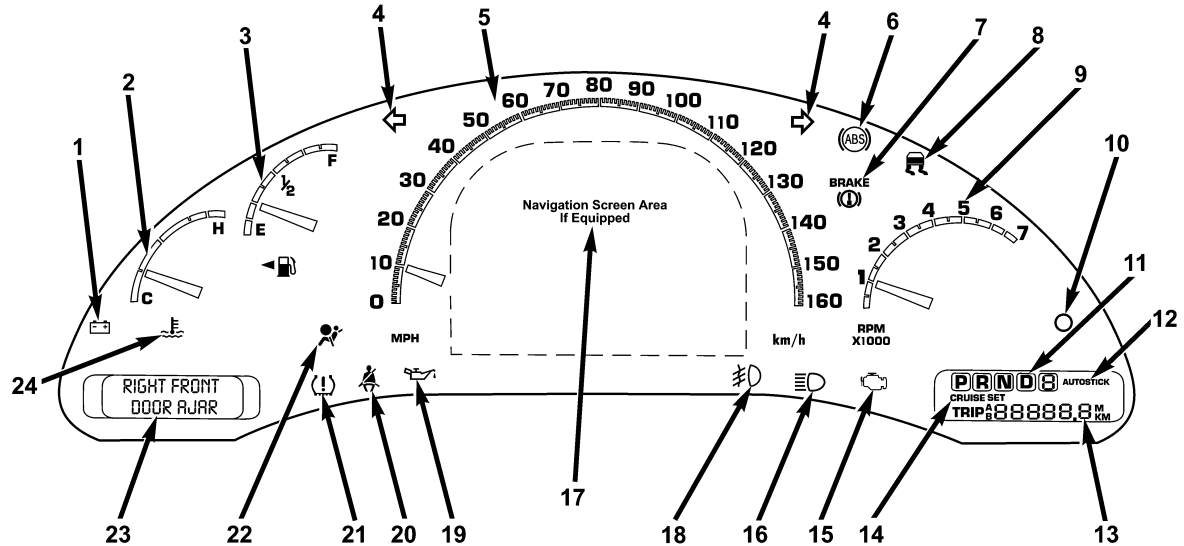 1
2
3
4
5
4
6
7
8
9
10
11
12
13
14
15
16
17
18
19
20
21
22
23
24
C
H
E
1/2
F
0
10
20
30
40
50
60
70
80
90
100
110
120
130
140
150
160
MPH
km/h
Navigation Screen Area
If Equipped
ABS
BRAKE
1
2
3
4
5
6
7
RPM
X1000
RIGHT FRONT
DOOR AJAR
P R N D 8 AUTOSTICK
CRUISE SET
TRIP A B 88888.8 M KM